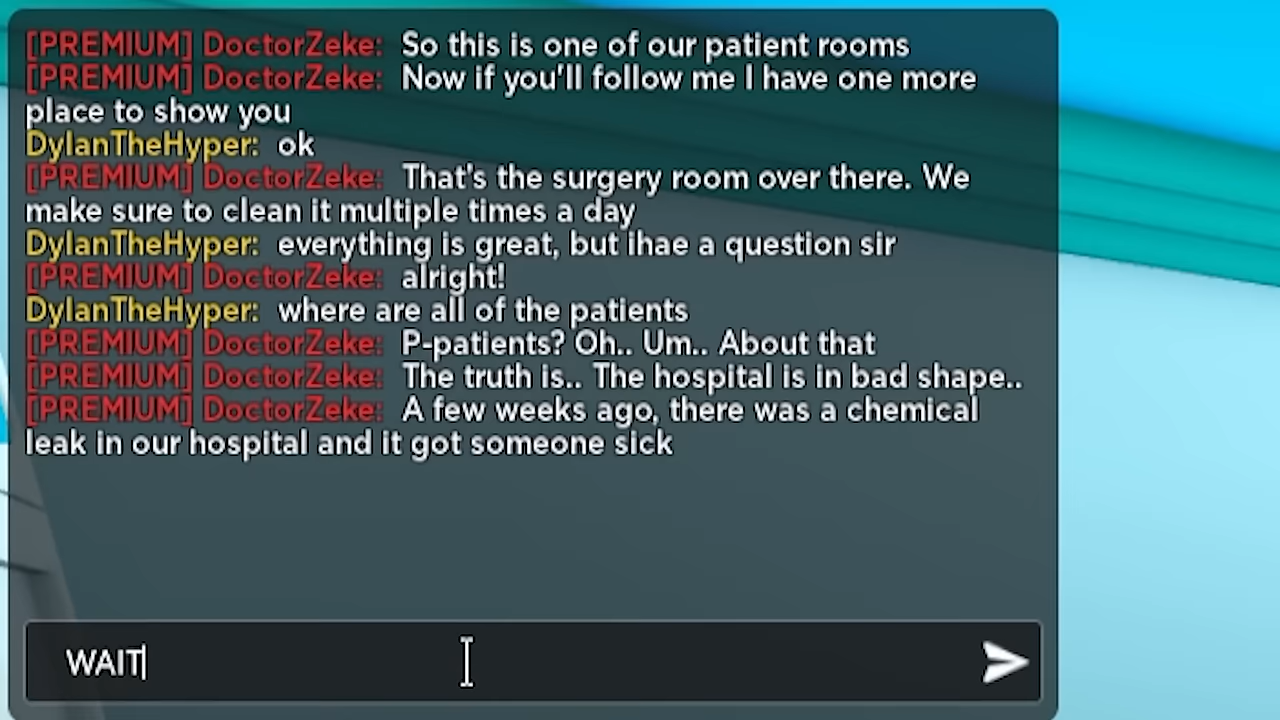 [PREMIUM] DoctorZeke: So this is one of our patient rooms
[PREMIUM] DoctorZeke: Now if you'll follow me I have one more
place to show you
DylanTheHyper: ok
[PREMIUM] DoctorZeke: That's the surgery room over there. We
make sure to clean it multiple times a day
DylanTheHyper: everything is great, but ihae a question sir
[PREMIUM] DoctorZeke: alright!
DylanTheHyper: where are all of the patients
[PREMIUM] DoctorZeke: P-patients? Oh.. Um.. About that
[PREMIUM] DoctorZeke: The truth is.. The hospital is in bad shape..
[PREMIUM] DoctorZeke: A few weeks ago, there was a chemical
leak in our hospital and it got someone sick
WAIT